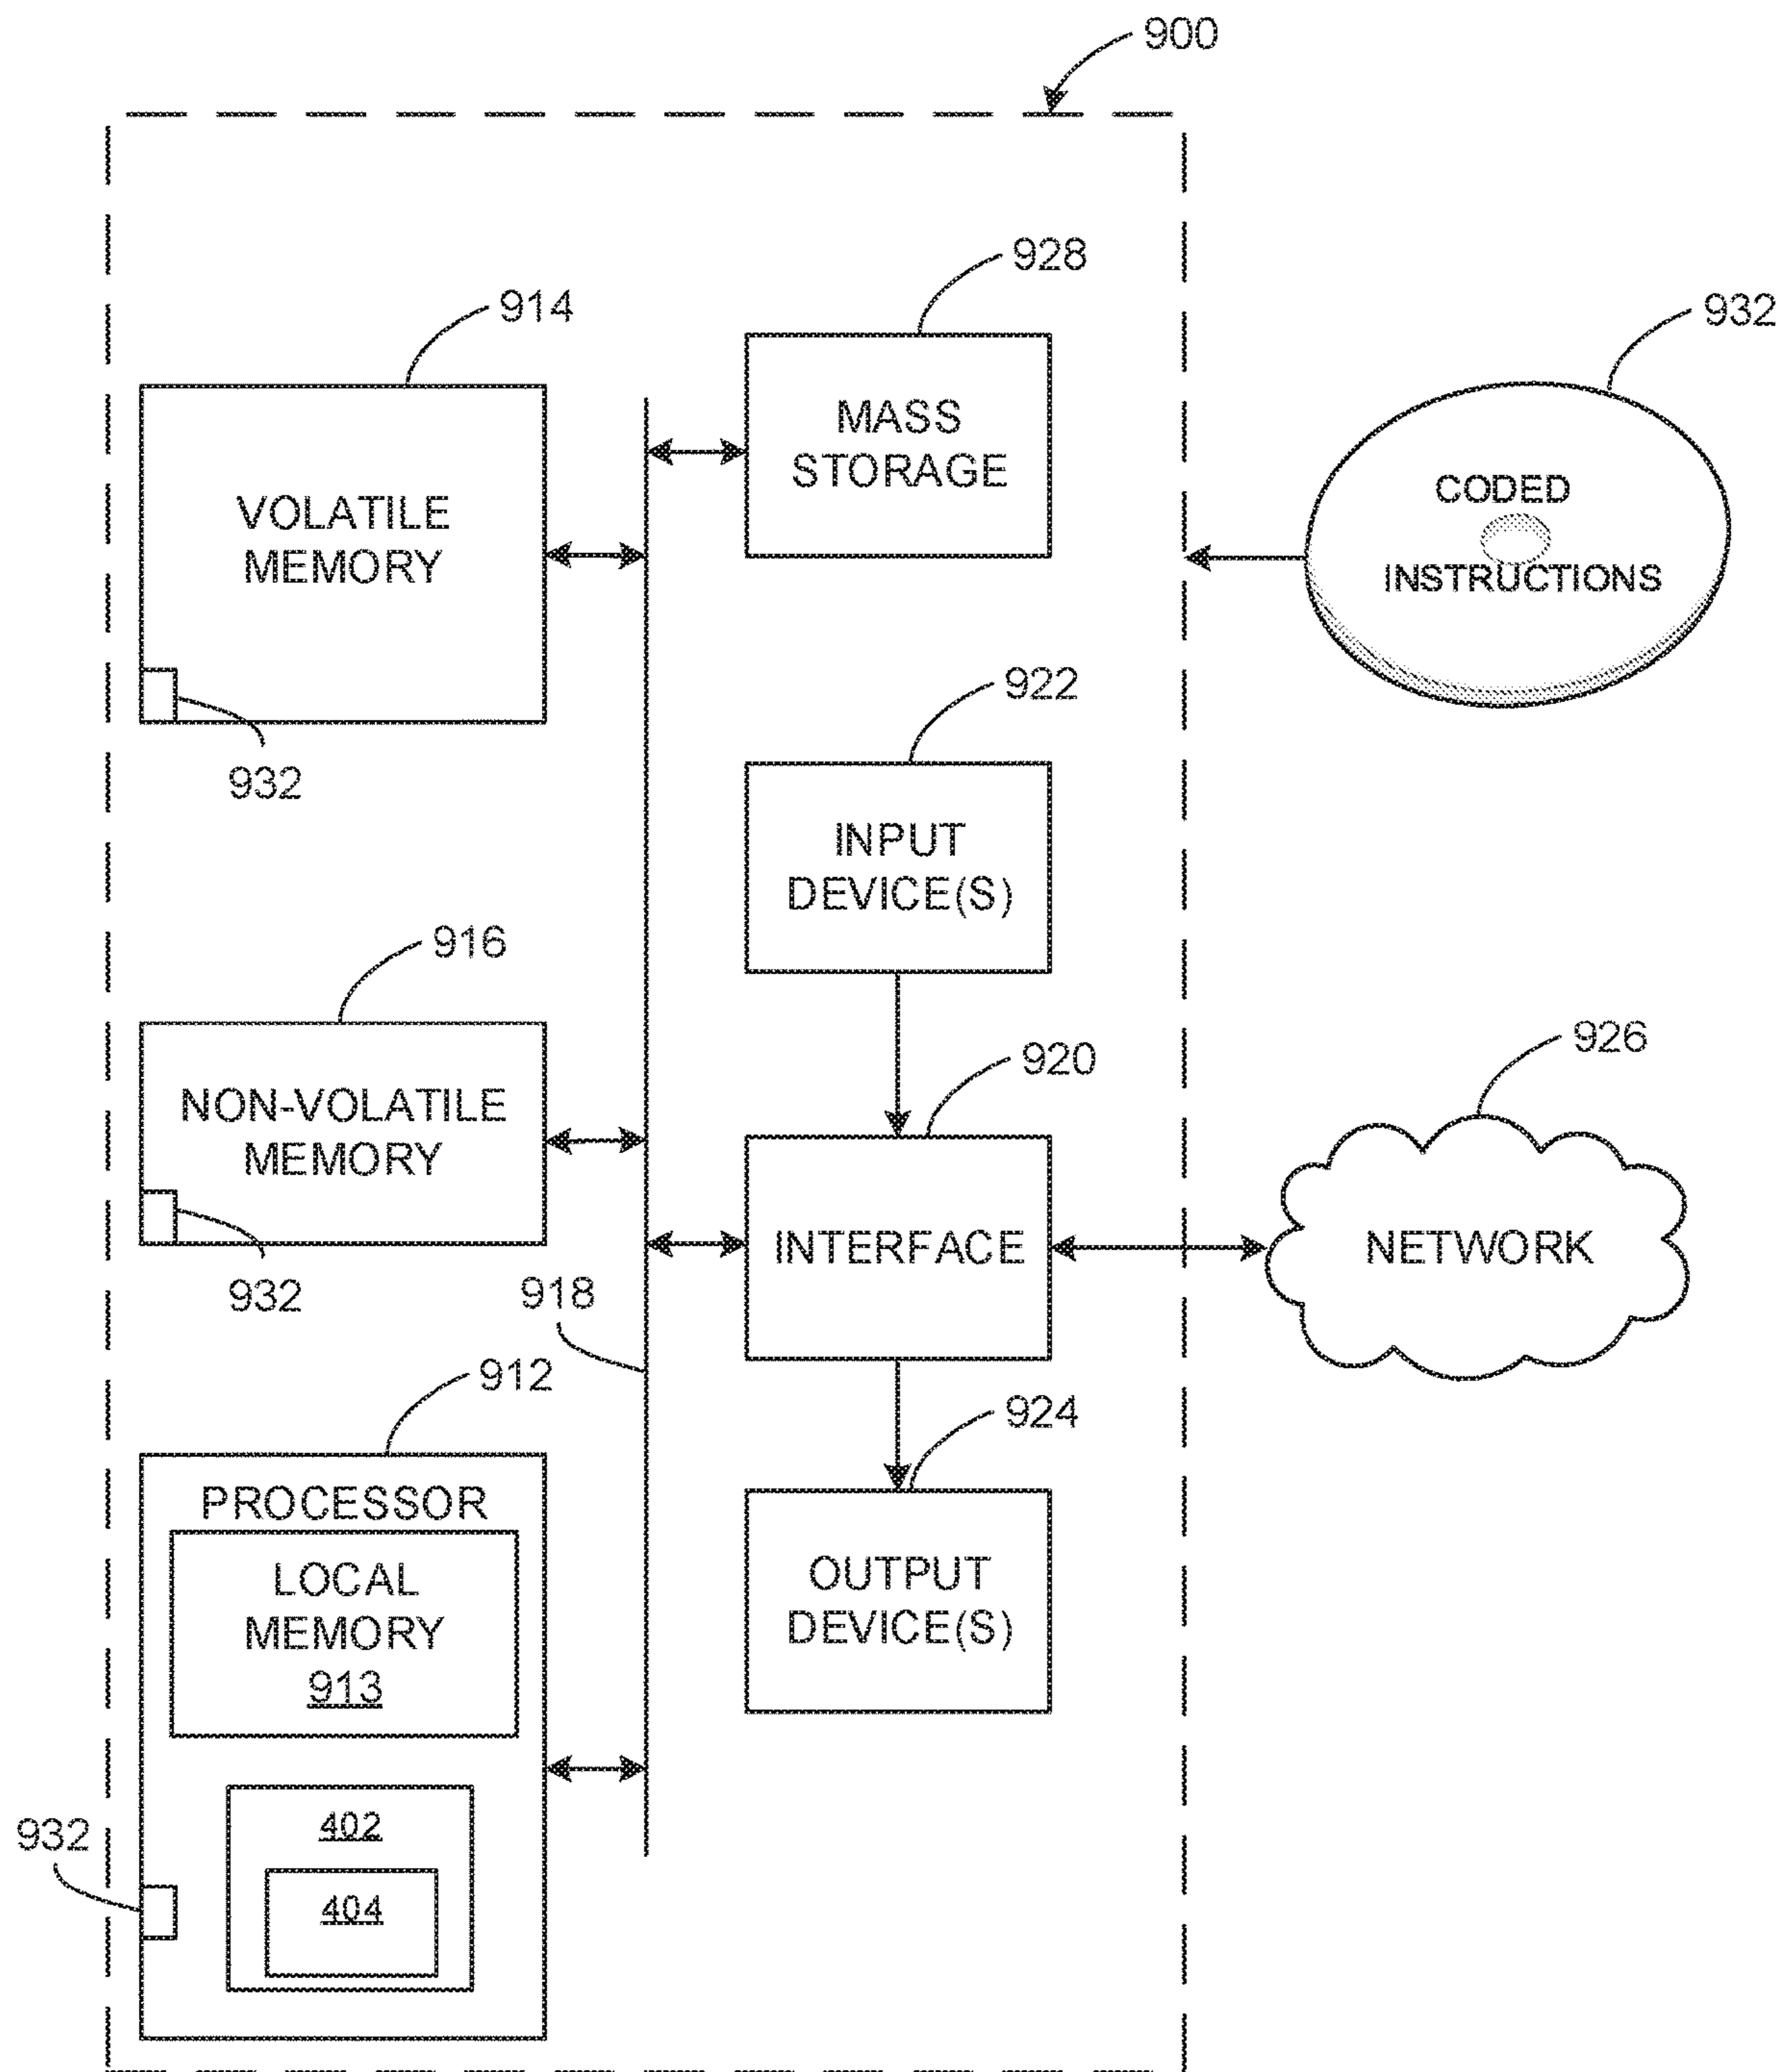 900
928
914
932
MASS
STORAGE
CODED
INSTRUCTIONS
VOLATILE
MEMORY
922
932
INPUT
DEVICE(S)
916
920
926
NON-VOLATILE
MEMORY
INTERFACE
NETWORK
932
918
912
924
PROCESSOR
LOCAL
MEMORY
913
OUTPUT
DEVICE(S)
402
932
404